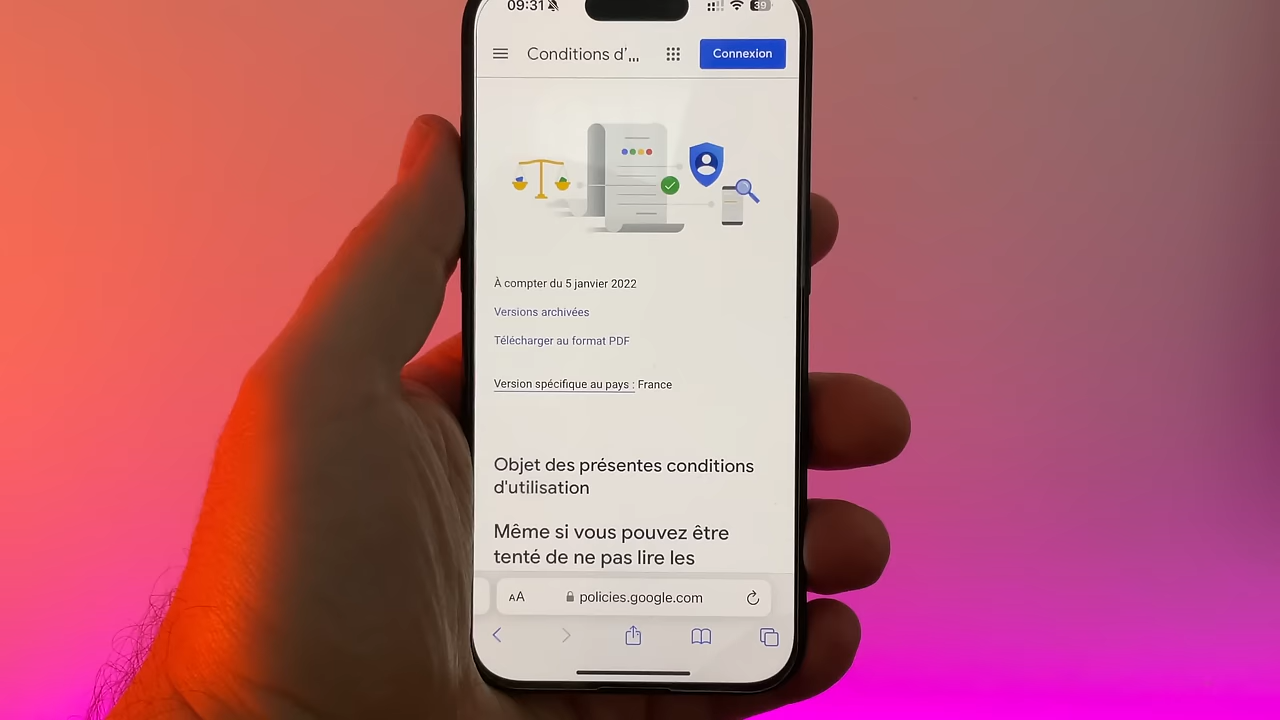 09:31
39
Conditions d'...
Connexion
À compter du 5 janvier 2022
Versions archivées
Télécharger au format PDF
Version spécifique au pays : France
Objet des présentes conditions
d'utilisation
Même si vous pouvez être
tenté de ne pas lire les
AA
policies.google.com